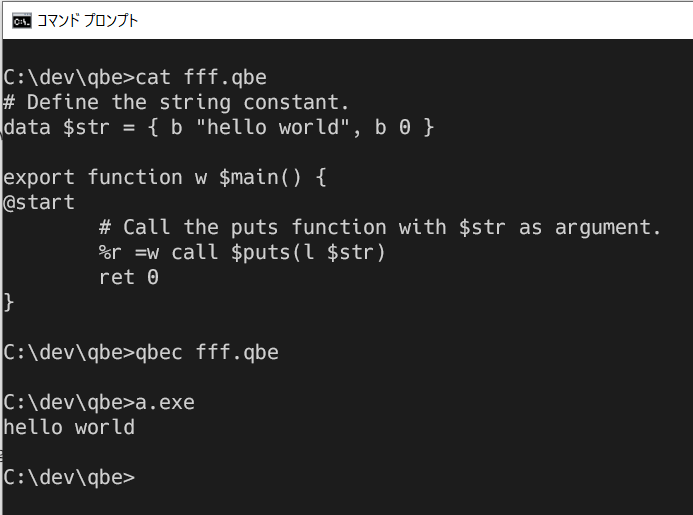 コマンド プロンプト
C:\dev\qbe>cat fff.qbe
# Define the string constant.
data $str = { b "hello world", b 0 }
export function w $main() {
@start
# Call the puts function with $str as argument.
%r =w call $puts(l $str)
ret 0
}
C:\dev\qbe>qbec fff.qbe
C:\dev\qbe>a.exe
hello world
C:\dev\qbe>